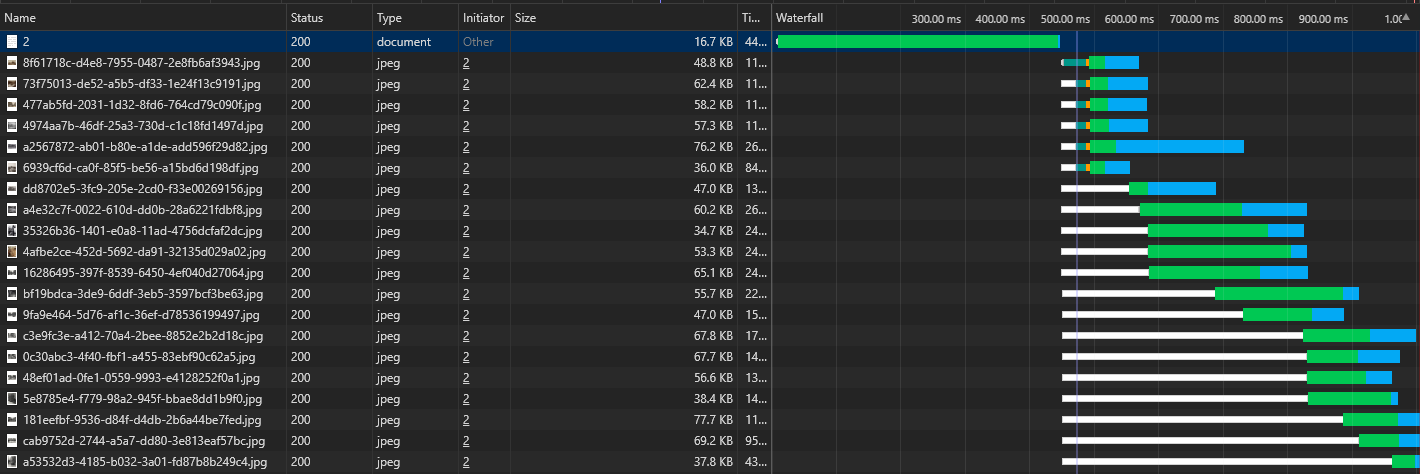 Name Status Type Initiator Size Ti... Waterfall 300.00 ms 400.00 ms 500.00 ms 600.00 ms 700.00 ms 800.00 ms 900.00 ms 1.00
2 200 document Other 16.7 KB 44...
8f61718c-d4e8-7955-0487-2e8fb6af3943.jpg 200 jpeg 2 48.8 KB 11...
73f75013-de52-a5b5-df33-1e24f13c9191.jpg 200 jpeg 2 62.4 KB 11...
477ab5fd-2031-1d32-8fd6-764cd79c090f.jpg 200 jpeg 2 58.2 KB 11...
4974aa7b-46df-25a3-730d-c1c18fd1497d.jpg 200 jpeg 2 57.3 KB 11...
a2567872-ab01-b80e-a1de-add596f29d82.jpg 200 jpeg 2 76.2 KB 26...
6939cf6d-ca0f-85f5-be56-a15bd6d198df.jpg 200 jpeg 2 36.0 KB 84...
dd8702e5-3fc9-205e-2cd0-f33e00269156.jpg 200 jpeg 2 47.0 KB 13...
a4e32c7f-0022-610d-dd0b-28a6221fdbf8.jpg 200 jpeg 2 60.2 KB 26...
35326b36-1401-e0a8-11ad-4756dcfaf2dc.jpg 200 jpeg 2 34.7 KB 24...
4afbe2ce-452d-5692-da91-32135d029a02.jpg 200 jpeg 2 53.3 KB 24...
16286495-397f-8539-6450-4ef040d27064.jpg 200 jpeg 2 65.1 KB 24...
bf19bdca-3de9-6ddf-3eb5-3597bcf3be63.jpg 200 jpeg 2 55.7 KB 22...
9fa9e464-5d76-af1c-36ef-d78536199497.jpg 200 jpeg 2 47.0 KB 15...
c3e9fc3e-a412-70a4-2bee-8852e2b2d18c.jpg 200 jpeg 2 67.8 KB 17...
0c30abc3-4f40-fbf1-a455-83ebf90c62a5.jpg 200 jpeg 2 67.7 KB 14...
48ef01ad-0fe1-0559-9993-e4128252f0a1.jpg 200 jpeg 2 56.6 KB 13...
5e8785e4-f779-98a2-945f-bbae8dd1b9f0.jpg 200 jpeg 2 38.4 KB 14...
181eefbf-9536-d84f-d4db-2b6a44be7fed.jpg 200 jpeg 2 77.7 KB 11...
cab9752d-2744-a5a7-dd80-3e813eaf57bc.jpg 200 jpeg 2 69.2 KB 95...
a53532d3-4185-b032-3a01-fd87b8b249c4.jpg 200 jpeg 2 37.8 KB 43...